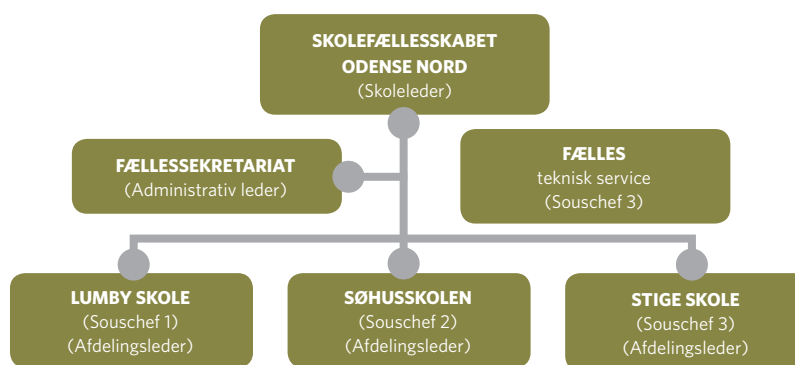 SKOLEFÆLLESSKABET
ODENSE NORD
(Skoleleder)
FÆLLESSEKRETARIAT
(Administrativ leder)
FÆLLES
teknisk service
(Souschef 3)
LUMBY SKOLE
(Souschef 1)
(Afdelingsleder)
SØHUSSKOLEN
(Souschef 2)
(Afdelingsleder)
STIGE SKOLE
(Souschef 3)
(Afdelingsleder)